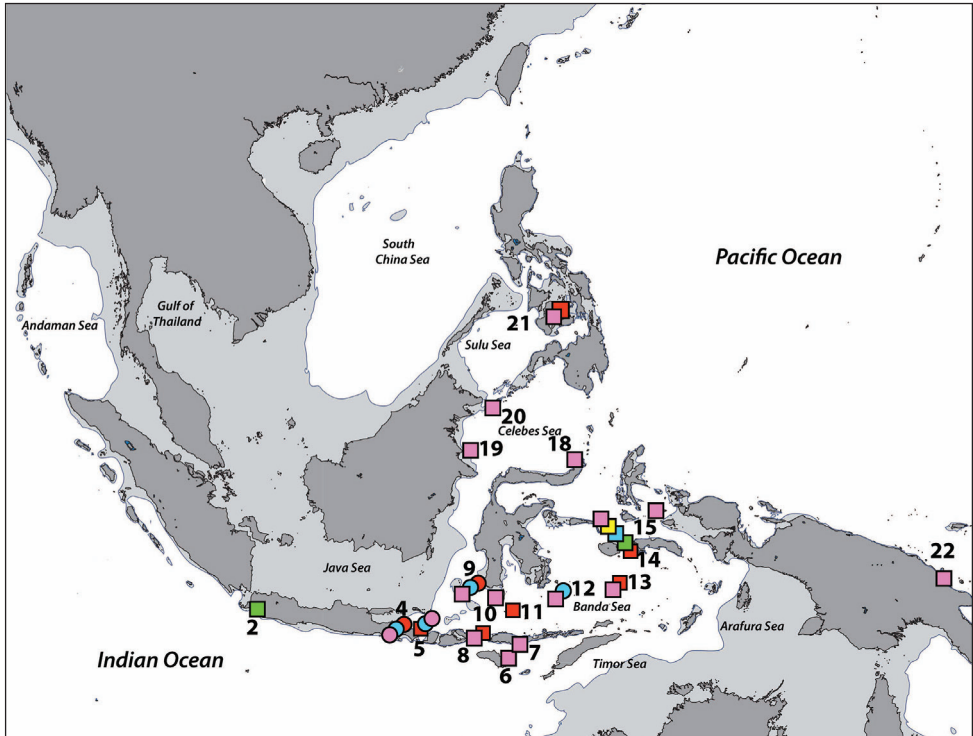 South
China Sea
Pacific Ocean
Gulf of
Thailand
Andaman Sea
21
Sulu Sea
20
Celebes Sea
19
18
15
14
22
Java Sea
9
12
13
Banda Sea
10
11
2
4
5
8
7
6
Arafura Sea
Timor Sea
Indian Ocean